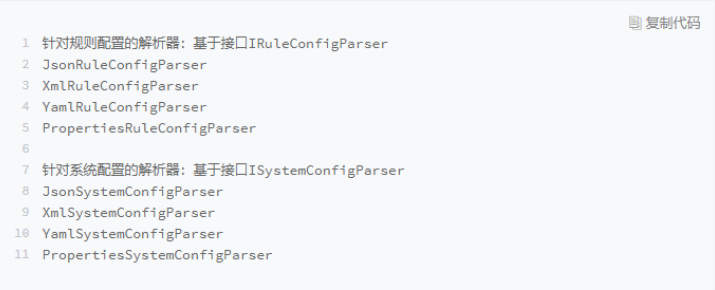 复制代码
1 针对规则配置的解析器：基于接口IRuleConfigParser
2 JsonRuleConfigParser
3 XmlRuleConfigParser
4 YamlRuleConfigParser
5 PropertiesRuleConfigParser
6
7 针对系统配置的解析器：基于接口ISystemConfigParser
8 JsonSystemConfigParser
9 XmlSystemConfigParser
10 YamlSystemConfigParser
11 PropertiesSystemConfigParser